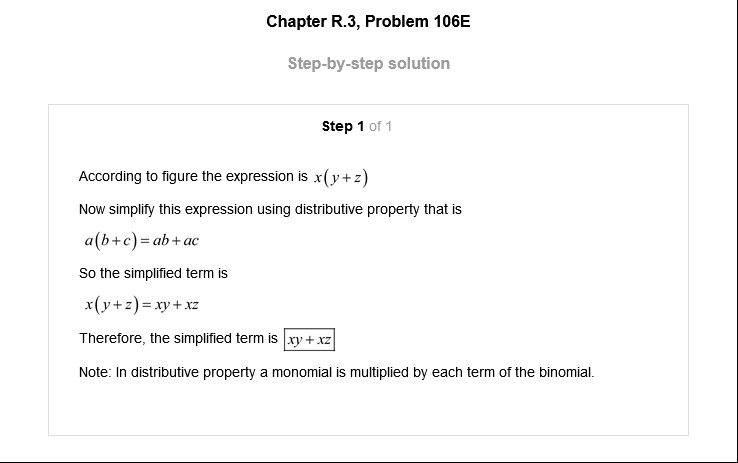 Chapter R.3, Problem 106E
Step-by-step solution
Step 1 of 1
According to figure the expression is x(y+z)
Now simplify this expression using distributive property that is
a(b+c)=ab+ac
So the simplified term is
x(y+z)=xy+xz
Therefore, the simplified term is xy+xz
Note: In distributive property a monomial is multiplied by each term of the binomial.